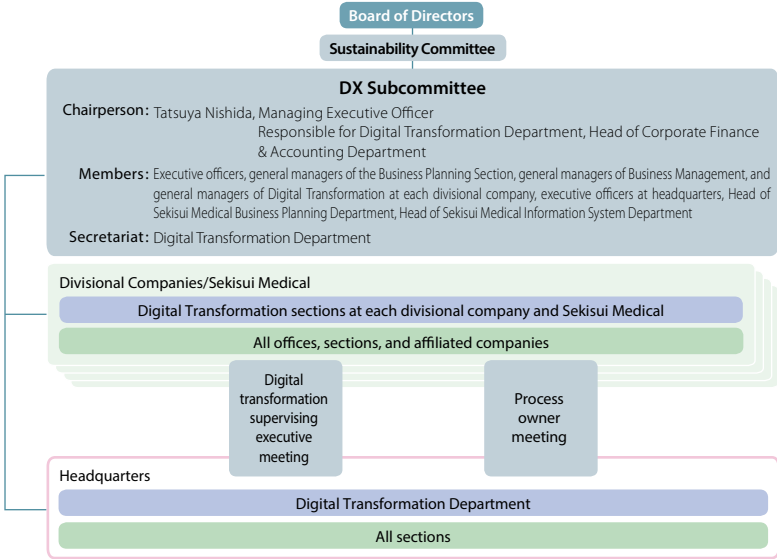 Board of Directors
Sustainability Committee
DX Subcommittee
Chairperson: Tatsuya Nishida, Managing Executive Officer
Responsible for Digital Transformation Department, Head of Corporate Finance
& Accounting Department
Members: Executive officers, general managers of the Business Planning Section, general managers of Business Management, and
general managers of Digital Transformation at each divisional company, executive officers at headquarters, Head of
Sekisui Medical Business Planning Department, Head of Sekisui Medical Information System Department
Secretariat: Digital Transformation Department
Divisional Companies/Sekisui Medical
Digital Transformation sections at each divisional company and Sekisui Medical
All offices, sections, and affiliated companies
Digital
transformation
supervising
executive
meeting
Process
owner
meeting
Headquarters
Digital Transformation Department
All sections